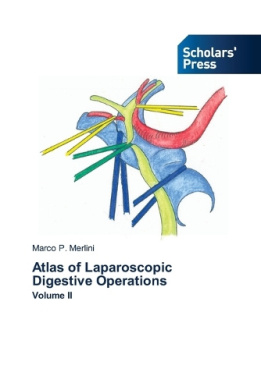 Scholars'
Press
Marco P. Merlini
Atlas of Laparoscopic
Digestive Operations
Volume II